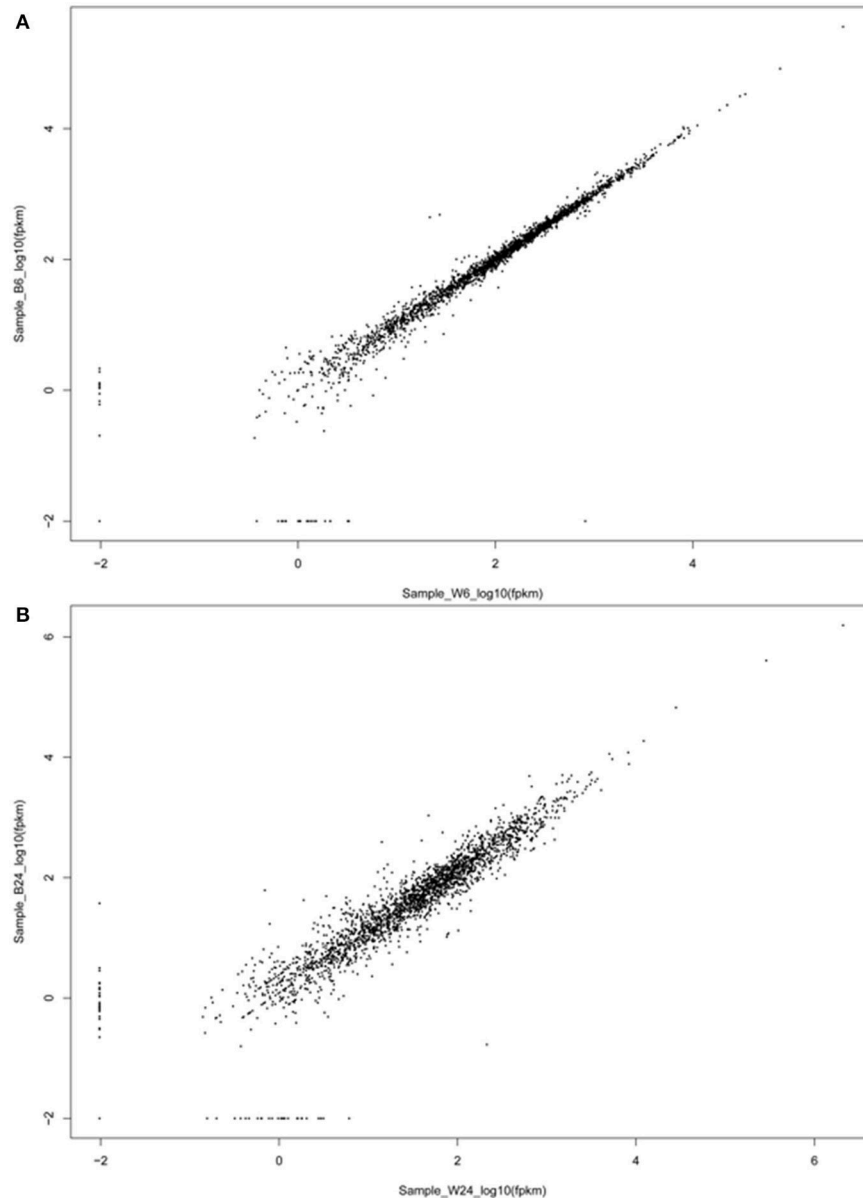 A
4
2
0
-2
Sample_B6_log10(fpkm)
-2 0 2 4
Sample_W6_log10(fpkm)
B
6
4
2
0
-2
Sample_B24_log10(fpkm)
-2 0 2 4 6
Sample_W24_log10(fpkm)